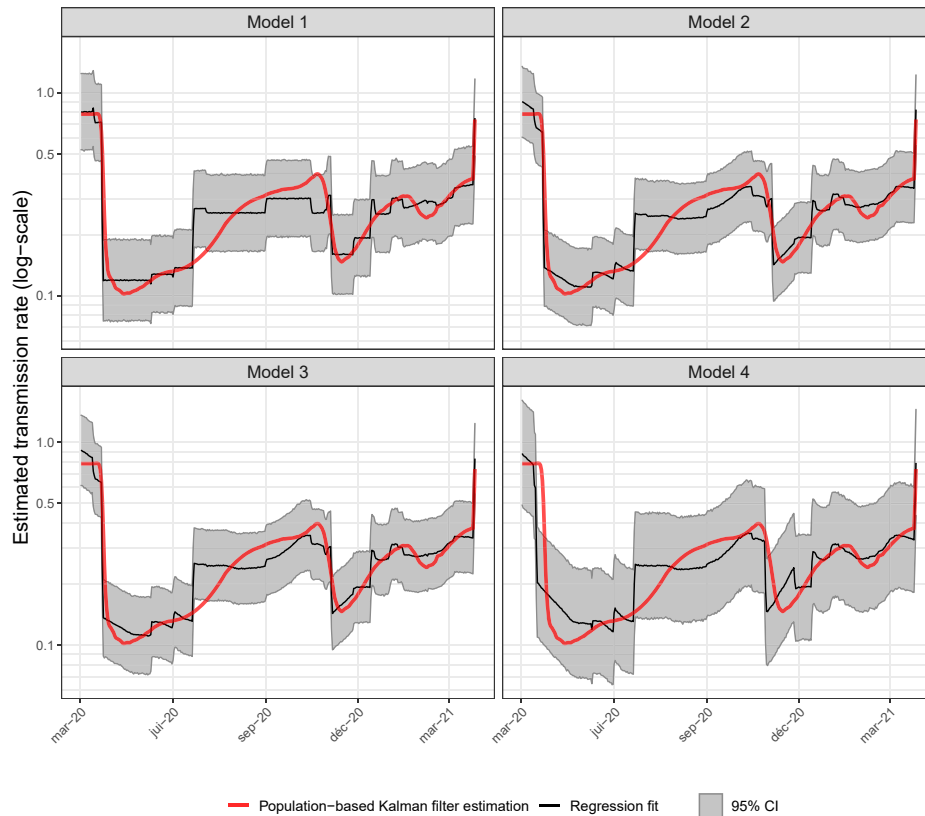 Model 1
Model 2
1.0
0.5
0.1
Model 3
Model 4
1.0
0.5
0.1
Estimated transmission rate (log−scale)
mar−20
jui−20
sep−20
déc−20
mar−21
mar−20
jui−20
sep−20
déc−20
mar−21
Population−based Kalman filter estimation
Regression fit
95% CI